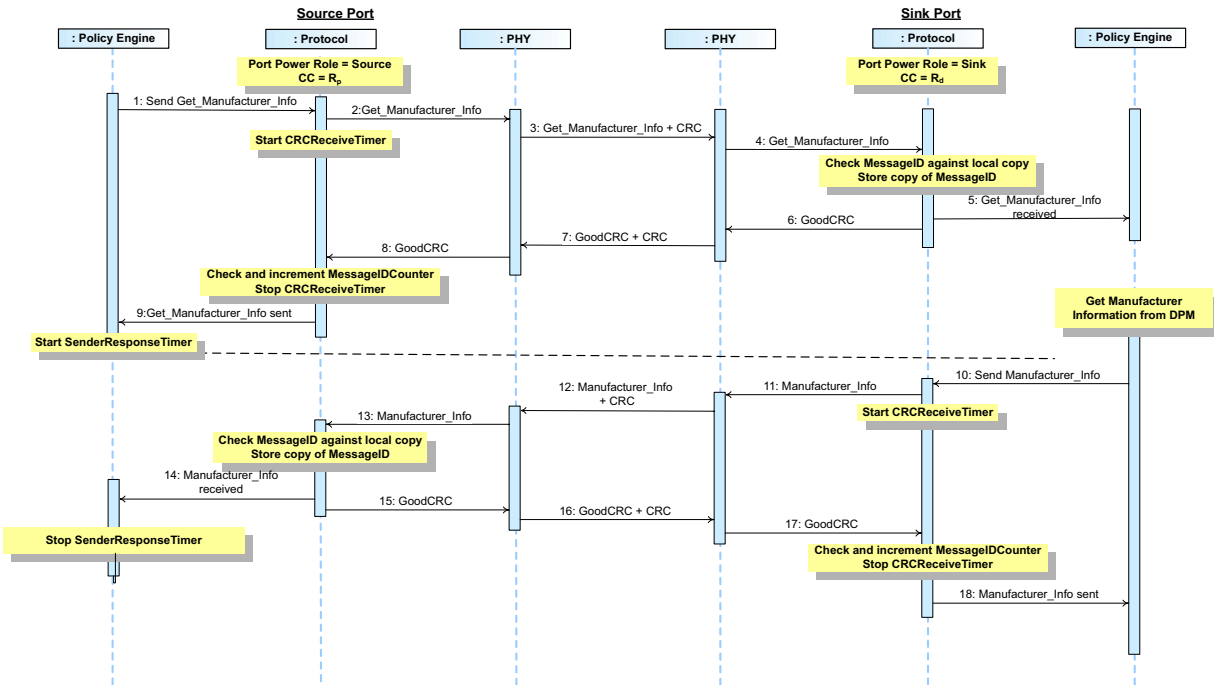 Source Port
Sink Port
: Policy Engine
: Protocol
: PHY
: PHY
: Protocol
: Policy Engine
Port Power Role = Source
CC = Rp
Port Power Role = Sink
CC = Rd
1: Send Get_Manufacturer_Info
2:Get_Manufacturer_Info
Start CRCReceiveTimer
3: Get_Manufacturer_Info + CRC
4: Get_Manufacturer_Info
Check MessageID against local copy
Store copy of MessageID
5: Get_Manufacturer_Info
received
6: GoodCRC
7: GoodCRC + CRC
8: GoodCRC
Check and increment MessageIDCounter
Stop CRCReceiveTimer
9:Get_Manufacturer_Info sent
Get Manufacturer
Information from DPM
Start SenderResponseTimer
10: Send Manufacturer_Info
11: Manufacturer_Info
Start CRCReceiveTimer
12: Manufacturer_Info
+ CRC
13: Manufacturer_Info
Check MessageID against local copy
Store copy of MessageID
14: Manufacturer_Info
received
15: GoodCRC
16: GoodCRC + CRC
17: GoodCRC
Stop SenderResponseTimer
Check and increment MessageIDCounter
Stop CRCReceiveTimer
18: Manufacturer_Info sent